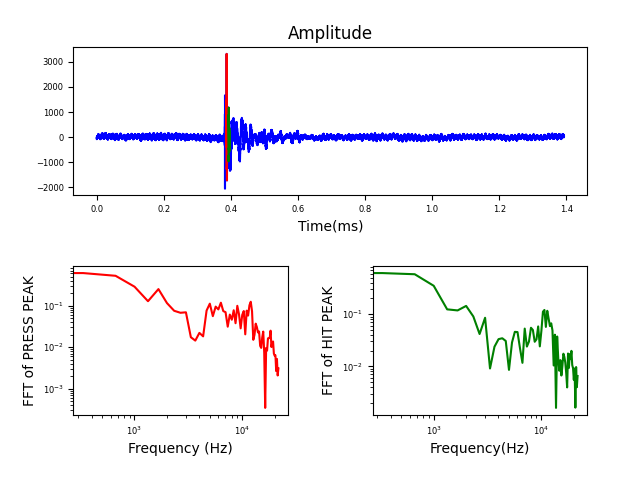 Amplitude
3000
2000
1000
0
−1000
−2000
0.0 0.2 0.4 0.6 0.8 1.0 1.2 1.4
Time(ms)
FFT of PRESS PEAK
10⁻¹
10⁻²
10⁻³
10³ 10⁴
Frequency (Hz)
FFT of HIT PEAK
10⁻¹
10⁻²
10³ 10⁴
Frequency(Hz)